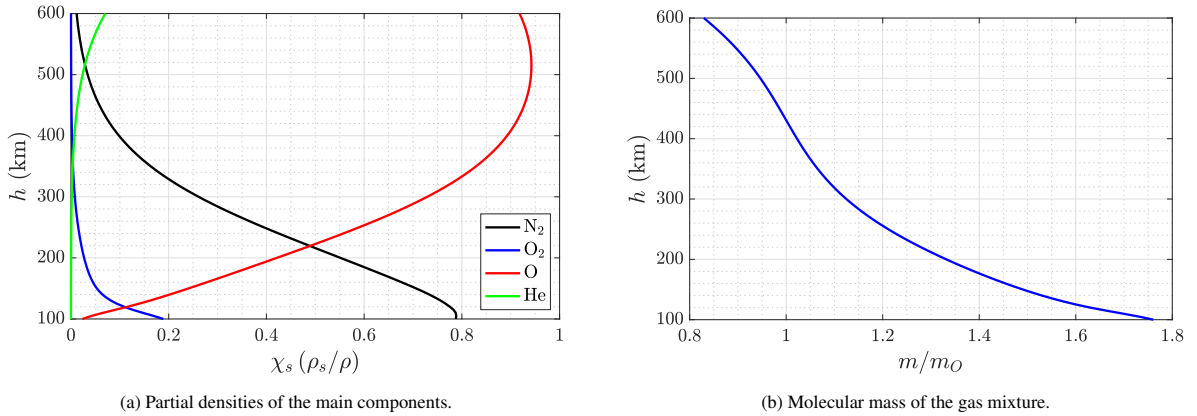 600
500
400
300
200
100
h (km)
N₂
O₂
O
He
0
0.2
0.4
0.6
0.8
1
χₛ (ρₛ/ρ)
(a) Partial densities of the main components.
600
500
400
300
200
100
h (km)
0.8
1
1.2
1.4
1.6
1.8
m/m_O
(b) Molecular mass of the gas mixture.